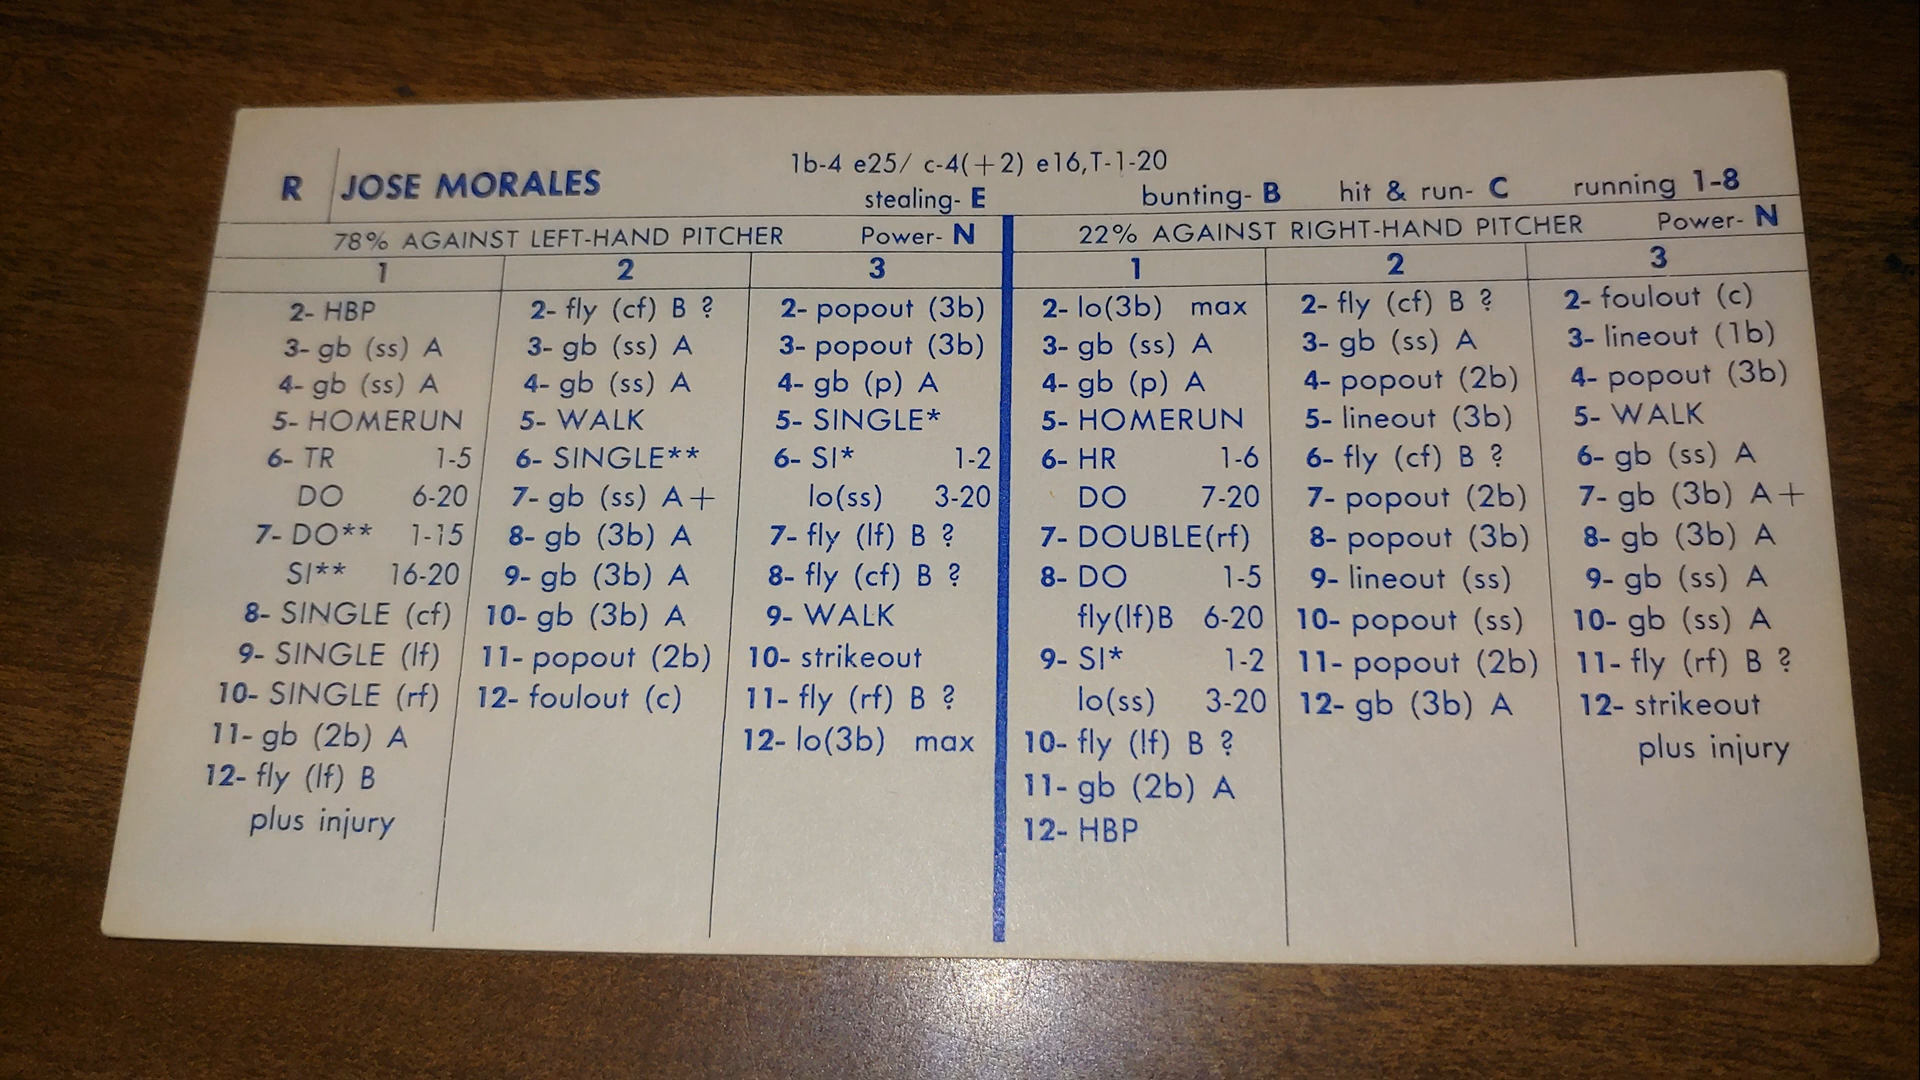 1b-4 e25/ c-4(+2) e16,T-1-20
R JOSE MORALES
stealing- E bunting- B hit & run- C running 1-8
78% AGAINST LEFT-HAND PITCHER Power- N
1 2 3
2- HBP
3- gb (ss) A
4- gb (ss) A
5- HOMERUN
6- TR 1-5
DO 6-20
7- DO** 1-15
SI** 16-20
8- SINGLE (cf)
9- SINGLE (lf)
10- SINGLE (rf)
11- gb (2b) A
12- fly (lf) B
plus injury
2- fly (cf) B ?
3- gb (ss) A
4- gb (ss) A
5- WALK
6- SINGLE**
7- gb (ss) A+
8- gb (3b) A
9- gb (3b) A
10- gb (3b) A
11- popout (2b)
12- foulout (c)
2- popout (3b)
3- popout (3b)
4- gb (p) A
5- SINGLE*
6- SI* 1-2
lo(ss) 3-20
7- fly (lf) B ?
8- fly (cf) B ?
9- WALK
10- strikeout
11- fly (rf) B ?
12- lo(3b) max
22% AGAINST RIGHT-HAND PITCHER Power- N
1 2 3
2- lo(3b) max
3- gb (ss) A
4- gb (p) A
5- HOMERUN
6- HR 1-6
DO 7-20
7- DOUBLE(rf)
8- DO 1-5
fly(lf)B 6-20
9- SI* 1-2
lo(ss) 3-20
10- fly (lf) B ?
11- gb (2b) A
12- HBP
2- fly (cf) B ?
3- gb (ss) A
4- popout (2b)
5- lineout (3b)
6- fly (cf) B ?
7- popout (2b)
8- popout (3b)
9- lineout (ss)
10- popout (ss)
11- popout (2b)
12- gb (3b) A
2- foulout (c)
3- lineout (1b)
4- popout (3b)
5- WALK
6- gb (ss) A
7- gb (3b) A+
8- gb (3b) A
9- gb (ss) A
10- gb (ss) A
11- fly (rf) B ?
12- strikeout
plus injury